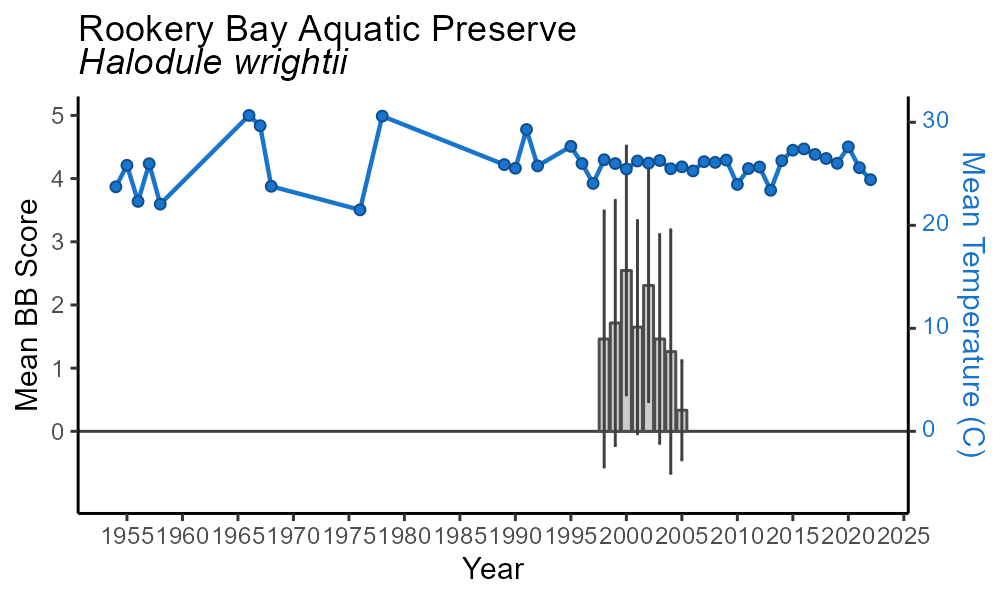 Rookery Bay Aquatic Preserve
Halodule wrightii
5
4
3
2
1
0
Mean BB Score
30
20
10
0
Mean Temperature (C)
1955 1960 1965 1970 1975 1980 1985 1990 1995 2000 2005 2010 2015 2020 2025
Year